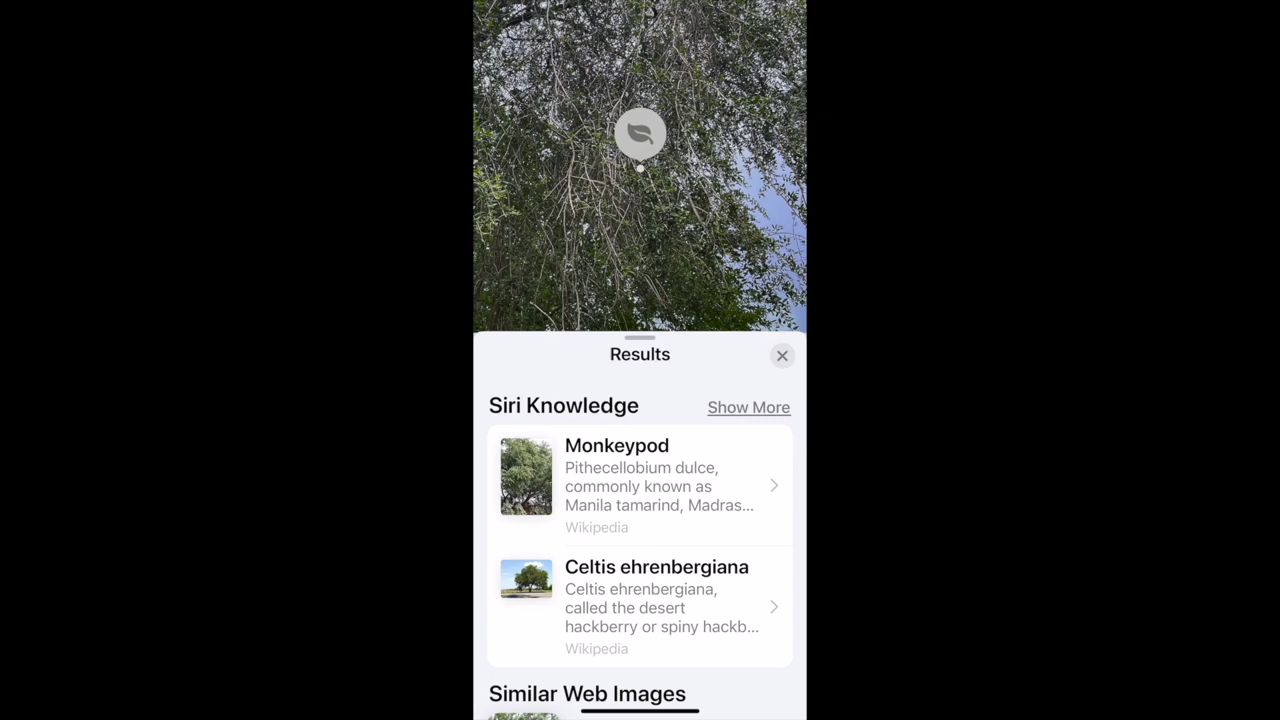 Results
Siri Knowledge
Show More
Monkeypod
Pithecellobium dulce,
commonly known as
Manila tamarind, Madras...
Wikipedia
Celtis ehrenbergiana
Celtis ehrenbergiana,
called the desert
hackberry or spiny hackb...
Wikipedia
Similar Web Images